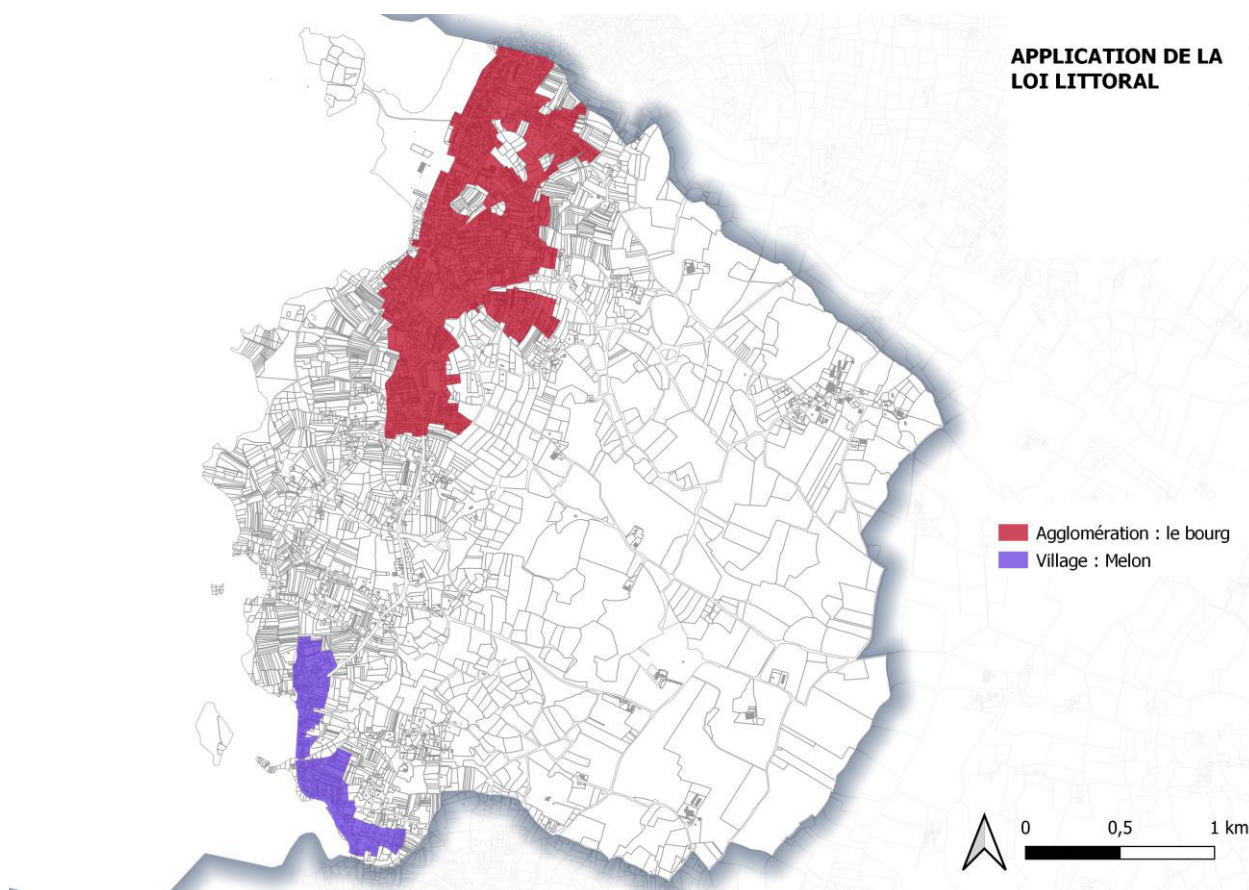 APPLICATION DE LA
LOI LITTORAL
Agglomération : le bourg
Village : Melon
0 0,5 1 km